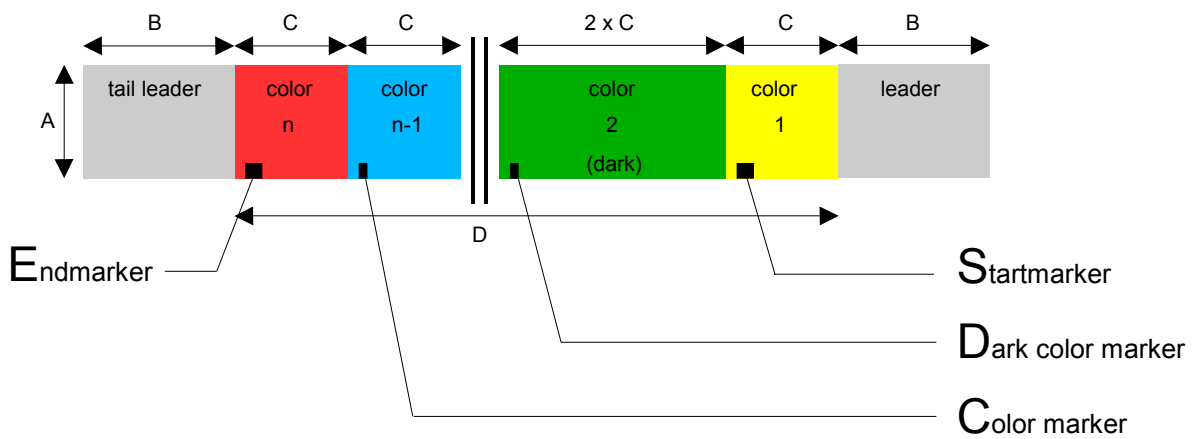 B C C 2 x C C B
tail leader color color color color leader
A n n-1 2 1
(dark)
D
Endmarker Startmarker
Dark color marker
Color marker